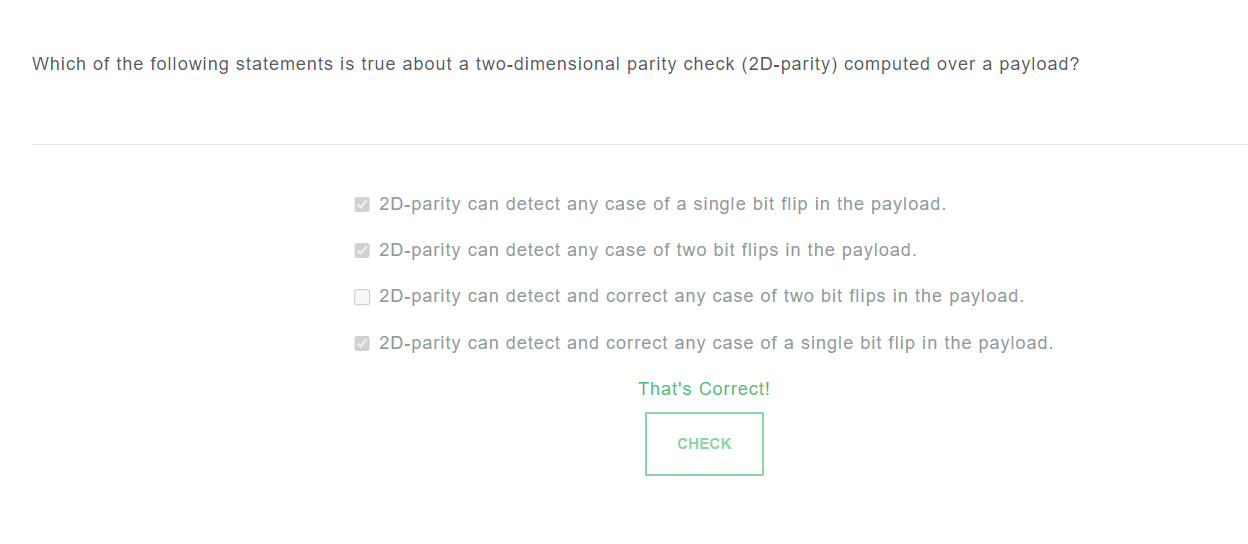 Which of the following statements is true about a two-dimensional parity check (2D-parity) computed over a payload?
2D-parity can detect any case of a single bit flip in the payload.
2D-parity can detect any case of two bit flips in the payload.
2D-parity can detect and correct any case of two bit flips in the payload.
2D-parity can detect and correct any case of a single bit flip in the payload.
That's Correct!
CHECK